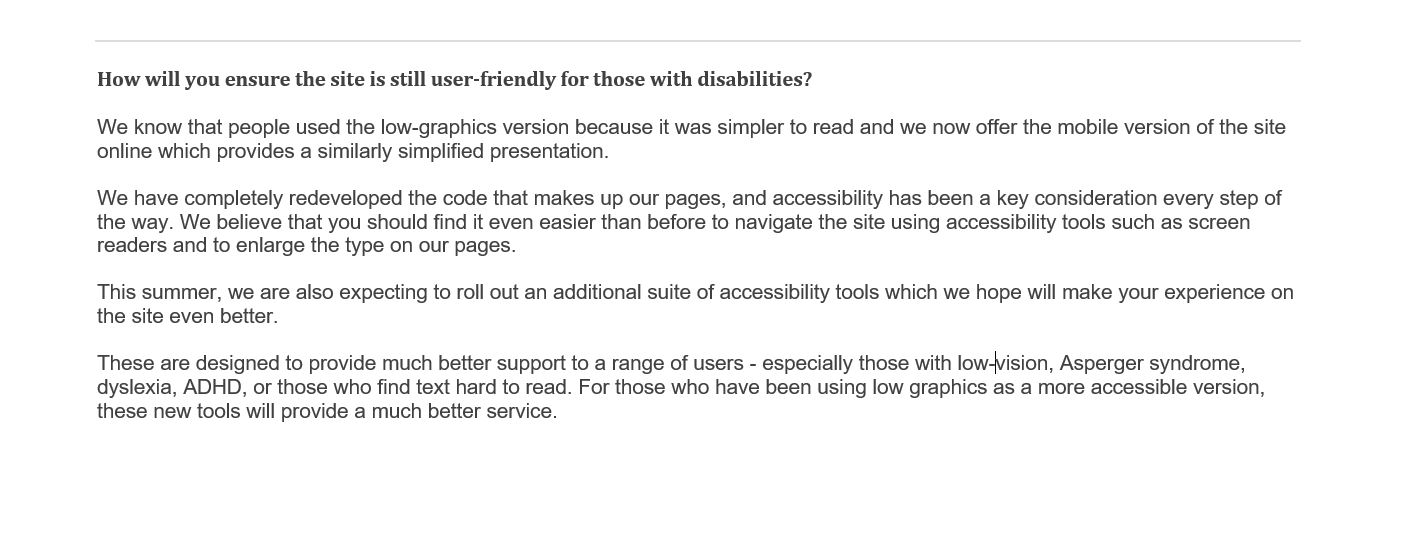 How will you ensure the site is still user-friendly for those with disabilities?
We know that people used the low-graphics version because it was simpler to read and we now offer the mobile version of the site
online which provides a similarly simplified presentation.
We have completely redeveloped the code that makes up our pages, and accessibility has been a key consideration every step of
the way. We believe that you should find it even easier than before to navigate the site using accessibility tools such as screen
readers and to enlarge the type on our pages.
This summer, we are also expecting to roll out an additional suite of accessibility tools which we hope will make your experience on
the site even better.
These are designed to provide much better support to a range of users - especially those with low-vision, Asperger syndrome,
dyslexia, ADHD, or those who find text hard to read. For those who have been using low graphics as a more accessible version,
these new tools will provide a much better service.